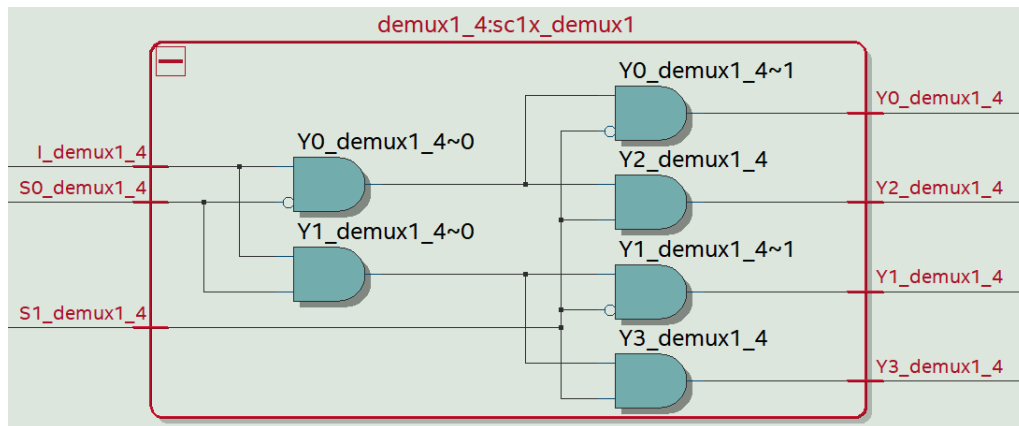 demux1_4:sc1x_demux1
Y0_demux1_4~1
Y0_demux1_4
I_demux1_4
Y0_demux1_4~0
Y2_demux1_4
S0_demux1_4
Y2_demux1_4
Y1_demux1_4~0
Y1_demux1_4~1
Y1_demux1_4
S1_demux1_4
Y3_demux1_4
Y3_demux1_4